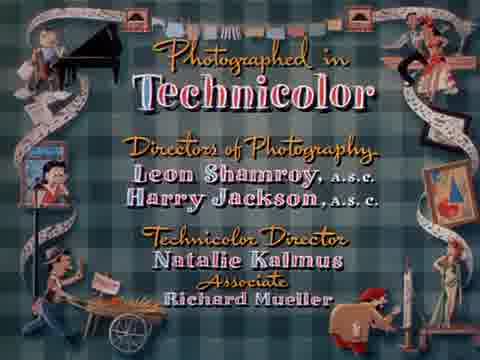 Photographed in
Technicolor
Directors of Photography
Leon Shamroy, A.S.C.
Harry Jackson, A.S.C.
Technicolor Director
Natalie Kalmus
Associate
Richard Mueller